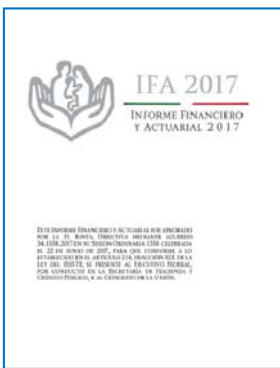 IFA 2017
INFORME FINANCIERO
Y ACTUARIAL 2017
ESTE INFORME FINANCIERO Y ACTUARIAL FUE APROBADO
POR LA H. JUNTA DIRECTIVA MEDIANTE ACUERDO
34.1358.2017 EN SU SESIÓN ORDINARIA 1358 CELEBRADA
EL 22 DE JUNIO DE 2017, PARA QUE CONFORME A LO
ESTABLECIDO EN EL ARTÍCULO 214, FRACCIÓN XIX DE LA
LEY DEL ISSSTE, SE PRESENTE AL EJECUTIVO FEDERAL,
POR CONDUCTO DE LA SECRETARÍA DE HACIENDA Y
CRÉDITO PÚBLICO, Y AL CONGRESO DE LA UNIÓN.